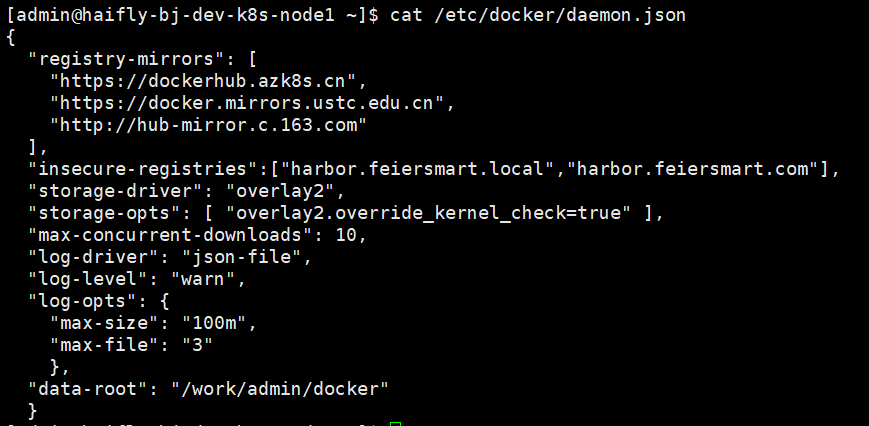 [admin@haifly-bj-dev-k8s-node1 ~]$ cat /etc/docker/daemon.json
{
  "registry-mirrors": [
    "https://dockerhub.azk8s.cn",
    "https://docker.mirrors.ustc.edu.cn",
    "http://hub-mirror.c.163.com"
  ],
  "insecure-registries":["harbor.feiersmart.local","harbor.feiersmart.com"],
  "storage-driver": "overlay2",
  "storage-opts": [ "overlay2.override_kernel_check=true" ],
  "max-concurrent-downloads": 10,
  "log-driver": "json-file",
  "log-level": "warn",
  "log-opts": {
    "max-size": "100m",
    "max-file": "3"
    },
  "data-root": "/work/admin/docker"
  }